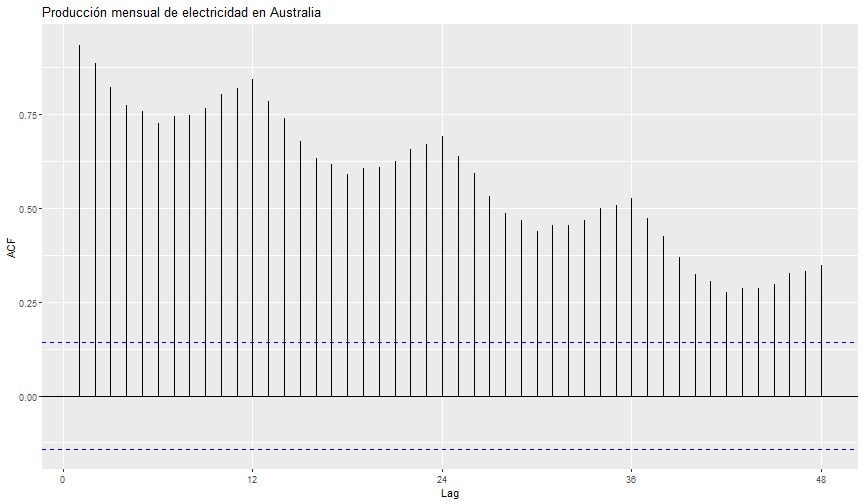 Producción mensual de electricidad en Australia
0.75
0.50
0.25
0.00
ACF
0 12 24 36 48
Lag